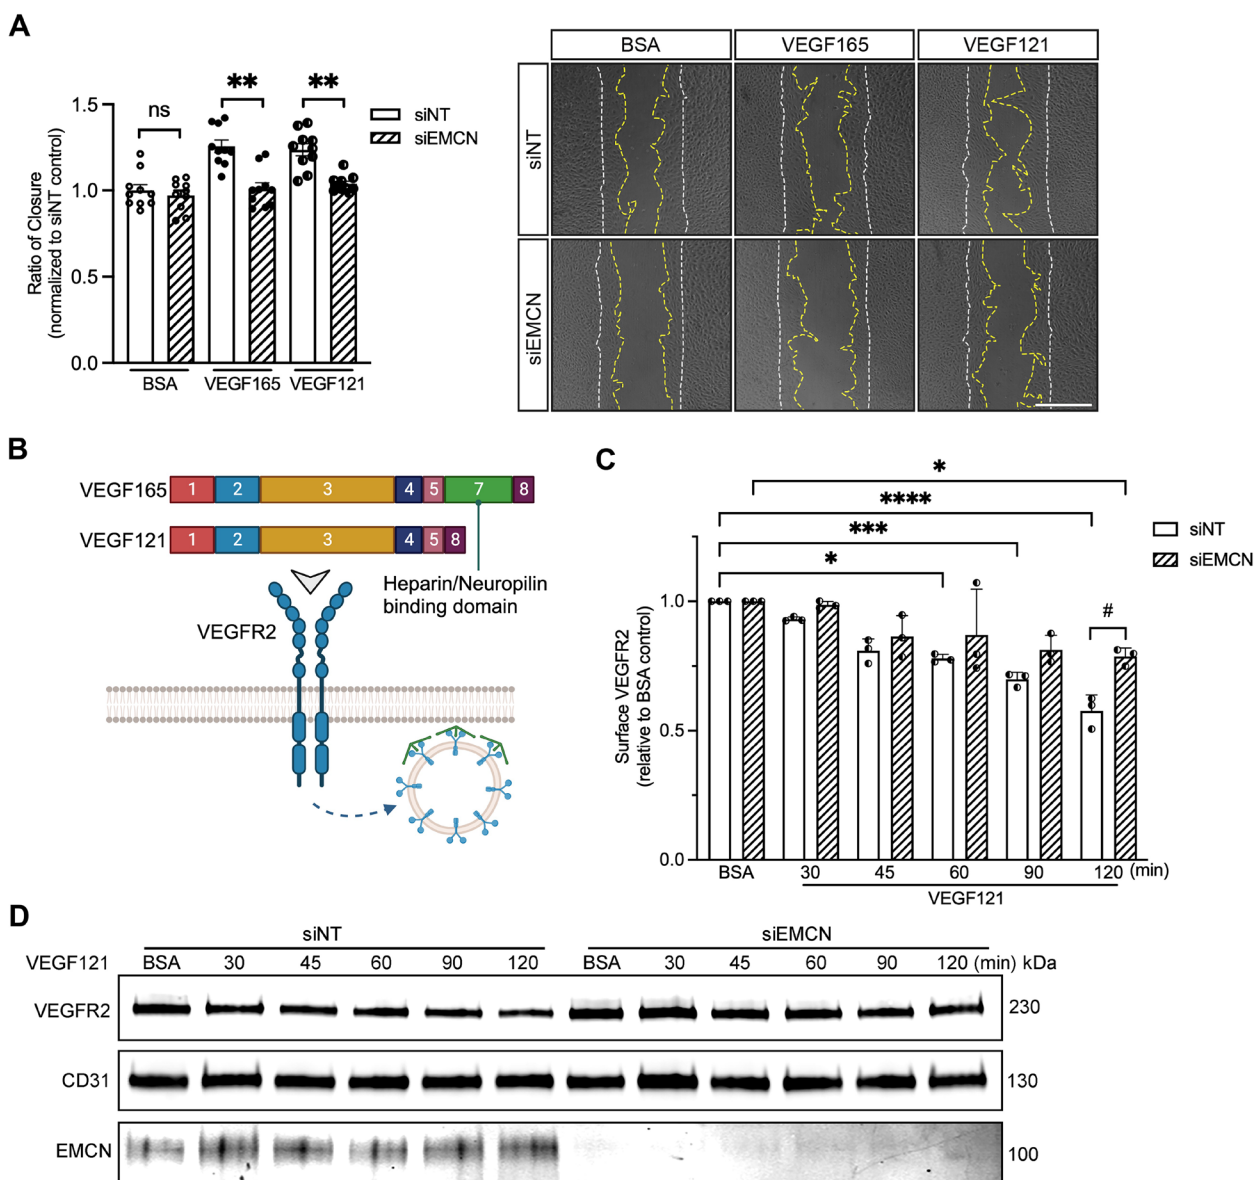 A
Ratio of Closure
(normalized to siNT control)
1.5
1.0
0.5
0.0
ns
**
**
siNT
siEMCN
BSA
VEGF165
VEGF121
BSA
VEGF165
VEGF121
siNT
siEMCN
B
VEGF165
1 2 3 4 5 7 8
VEGF121
1 2 3 4 5 8
Heparin/Neuropilin
binding domain
VEGFR2
C
*
****
***
*
#
siNT
siEMCN
Surface VEGFR2
(relative to BSA control)
1.0
0.5
0.0
BSA 30 45 60 90 120 (min)
VEGF121
D
siNT siEMCN
VEGF121 BSA 30 45 60 90 120 BSA 30 45 60 90 120 (min) kDa
VEGFR2 230
CD31 130
EMCN 100